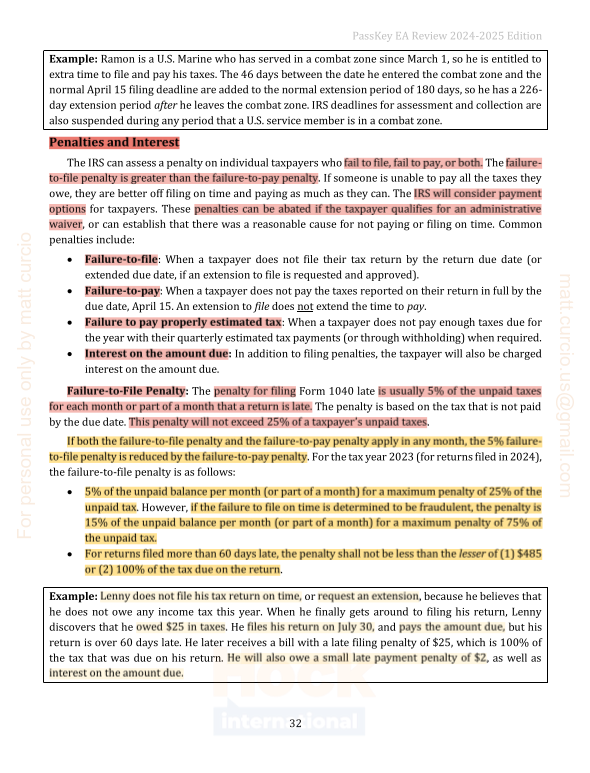 PassKey EA Review 2024-2025 Edition
Example: Ramon is a U.S. Marine who has served in a combat zone since March 1, so he is entitled to
extra time to file and pay his taxes. The 46 days between the date he entered the combat zone and the
normal April 15 filing deadline are added to the normal extension period of 180 days, so he has a 226-
day extension period after he leaves the combat zone. IRS deadlines for assessment and collection are
also suspended during any period that a U.S. service member is in a combat zone.
Penalties and Interest
The IRS can assess a penalty on individual taxpayers who fail to file, fail to pay, or both. The failure-
to-file penalty is greater than the failure-to-pay penalty. If someone is unable to pay all the taxes they
owe, they are better off filing on time and paying as much as they can. The IRS will consider payment
options for taxpayers. These penalties can be abated if the taxpayer qualifies for an administrative
waiver, or can establish that there was a reasonable cause for not paying or filing on time. Common
penalties include:
• Failure-to-file: When a taxpayer does not file their tax return by the return due date (or
extended due date, if an extension to file is requested and approved).
• Failure-to-pay: When a taxpayer does not pay the taxes reported on their return in full by the
due date, April 15. An extension to file does not extend the time to pay.
• Failure to pay properly estimated tax: When a taxpayer does not pay enough taxes due for
the year with their quarterly estimated tax payments (or through withholding) when required.
• Interest on the amount due: In addition to filing penalties, the taxpayer will also be charged
interest on the amount due.
Failure-to-File Penalty: The penalty for filing Form 1040 late is usually 5% of the unpaid taxes
for each month or part of a month that a return is late. The penalty is based on the tax that is not paid
by the due date. This penalty will not exceed 25% of a taxpayer's unpaid taxes.
If both the failure-to-file penalty and the failure-to-pay penalty apply in any month, the 5% failure-
to-file penalty is reduced by the failure-to-pay penalty. For the tax year 2023 (for returns filed in 2024),
the failure-to-file penalty is as follows:
• 5% of the unpaid balance per month (or part of a month) for a maximum penalty of 25% of the
unpaid tax. However, if the failure to file on time is determined to be fraudulent, the penalty is
15% of the unpaid balance per month (or part of a month) for a maximum penalty of 75% of
the unpaid tax.
• For returns filed more than 60 days late, the penalty shall not be less than the lesser of (1) $485
or (2) 100% of the tax due on the return.
Example: Lenny does not file his tax return on time, or request an extension, because he believes that
he does not owe any income tax this year. When he finally gets around to filing his return, Lenny
discovers that he owed $25 in taxes. He files his return on July 30, and pays the amount due, but his
return is over 60 days late. He later receives a bill with a late filing penalty of $25, which is 100% of
the tax that was due on his return. He will also owe a small late payment penalty of $2, as well as
interest on the amount due.
HOCK
international
32
For personal use only by matt curcio
matt.curcio.us@gmail.com